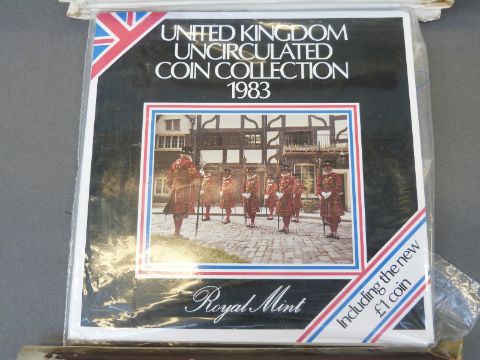 UNITED KINGDOM
UNCIRCULATED
COIN COLLECTION
1983
Royal Mint
Including the new
£1 coin